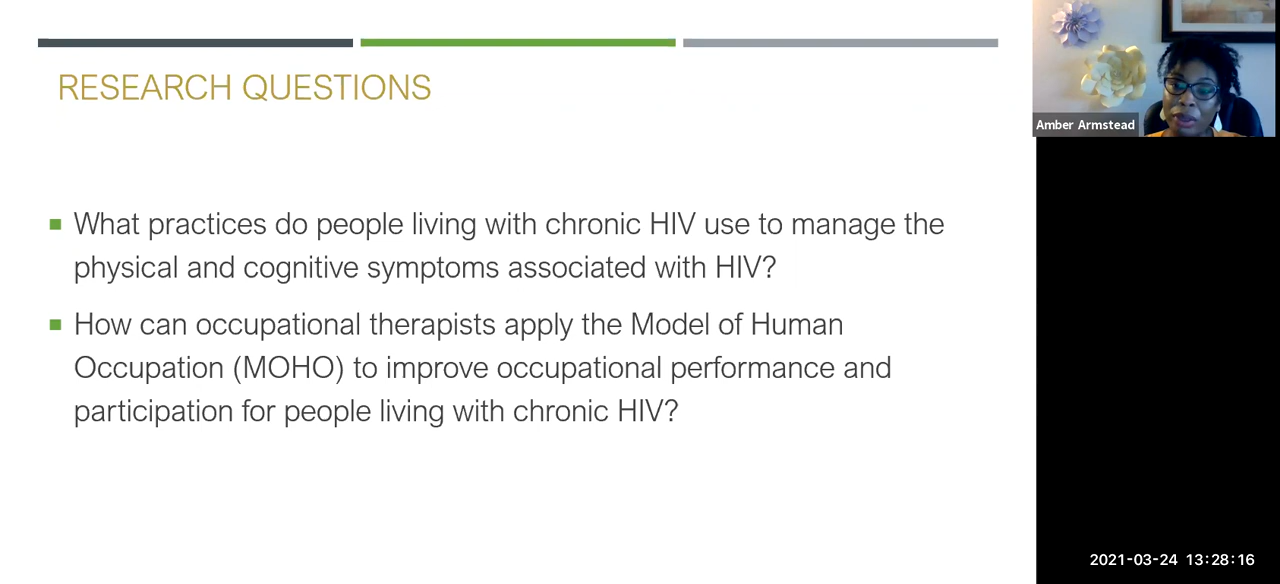 RESEARCH QUESTIONS
What practices do people living with chronic HIV use to manage the
physical and cognitive symptoms associated with HIV?
How can occupational therapists apply the Model of Human
Occupation (MOHO) to improve occupational performance and
participation for people living with chronic HIV?
Amber Armstead
2021-03-24 13:28:16